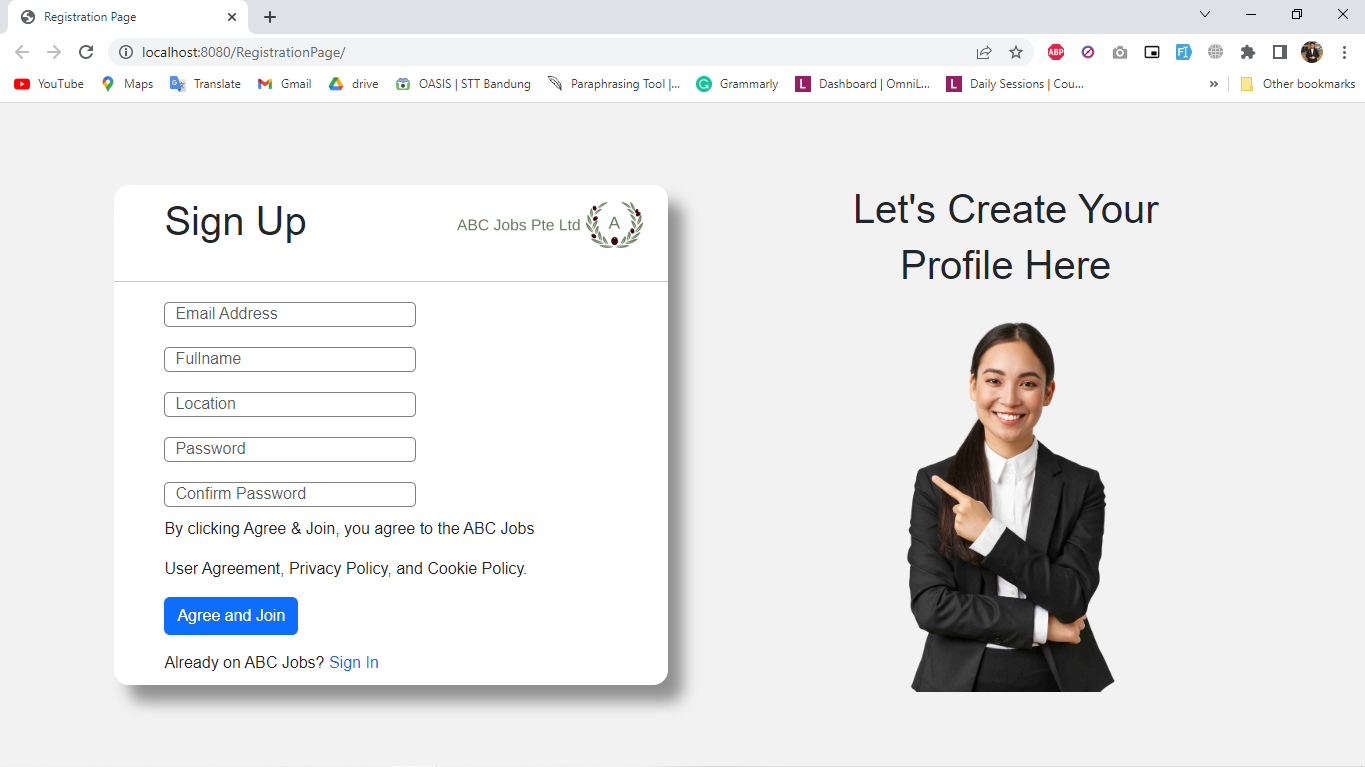 Registration Page
localhost:8080/RegistrationPage/
ABP
YouTube
Maps
Translate
Gmail
drive
OASIS | STT Bandung
Paraphrasing Tool |...
Grammarly
L
Dashboard | OmniL...
L
Daily Sessions | Cou...
»
Other bookmarks
Sign Up
ABC Jobs Pte Ltd
A
Email Address
Fullname
Location
Password
Confirm Password
By clicking Agree & Join, you agree to the ABC Jobs
User Agreement, Privacy Policy, and Cookie Policy.
Agree and Join
Already on ABC Jobs? Sign In
Let's Create Your
Profile Here